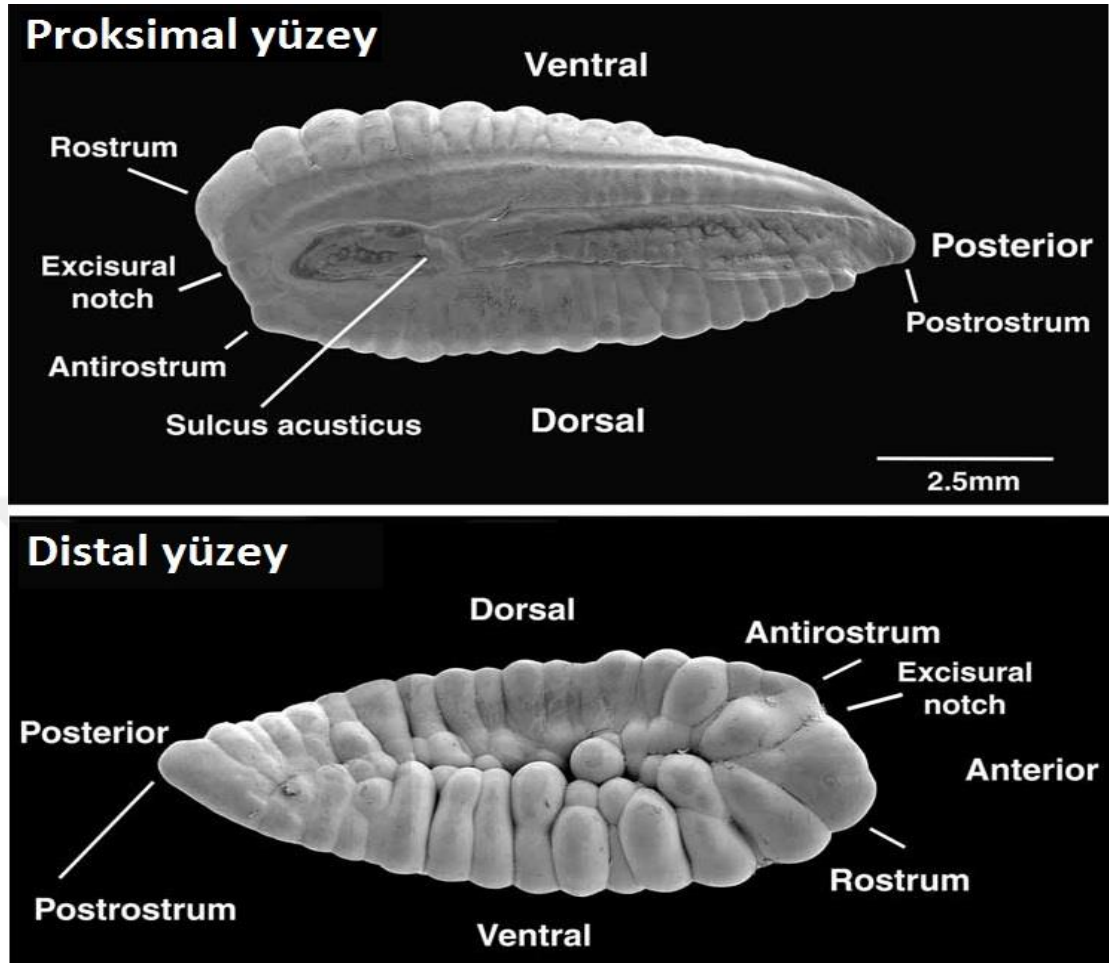 Proksimal yüzey
Ventral
Rostrum
Excisural
notch
Antirostrum
Sulcus acusticus
Dorsal
Posterior
Postrostrum
2.5mm
Distal yüzey
Dorsal
Antirostrum
Excisural
notch
Posterior
Anterior
Rostrum
Postrostrum
Ventral